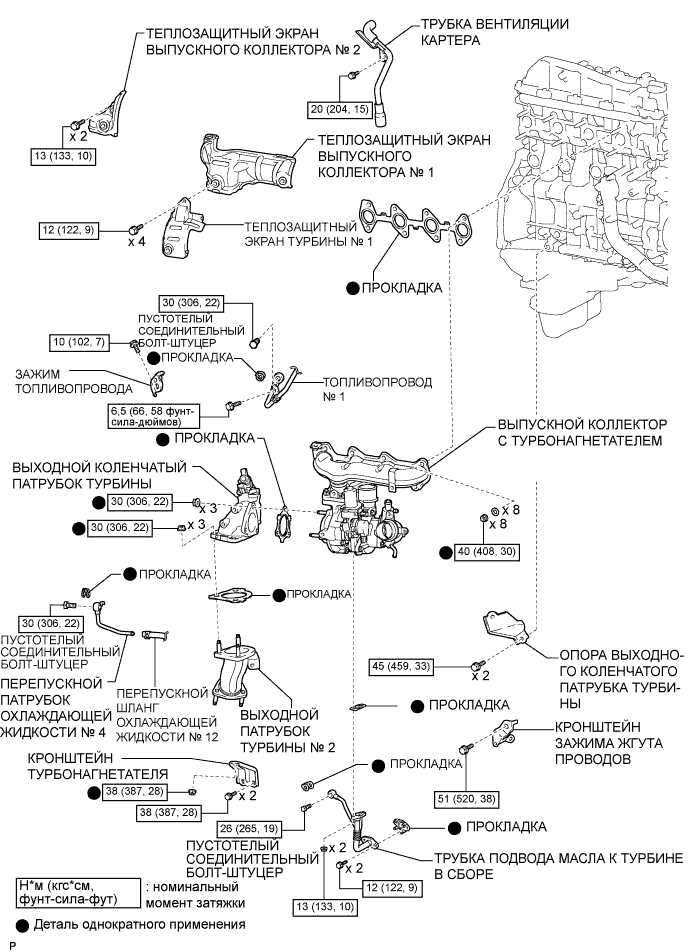 ТЕПЛОЗАЩИТНЫЙ ЭКРАН
ВЫПУСКНОГО КОЛЛЕКТОРА № 2
ТРУБКА ВЕНТИЛЯЦИИ
КАРТЕРА
20 (204, 15)
x 2
13 (133, 10)
ТЕПЛОЗАЩИТНЫЙ ЭКРАН
ВЫПУСКНОГО
КОЛЛЕКТОРА № 1
12 (122, 9)
x 4
ТЕПЛОЗАЩИТНЫЙ
ЭКРАН ТУРБИНЫ № 1
ПРОКЛАДКА
30 (306, 22)
ПУСТОТЕЛЫЙ
СОЕДИНИТЕЛЬНЫЙ
БОЛТ-ШТУЦЕР
10 (102, 7)
ПРОКЛАДКА
ЗАЖИМ
ТОПЛИВОПРОВОДА
ТОПЛИВОПРОВОД
№ 1
6,5 (66, 58 фунт-
сила-дюймов)
ПРОКЛАДКА
ВЫПУСКНОЙ КОЛЛЕКТОР
С ТУРБОНАГНЕТАТЕЛЕМ
ВЫХОДНОЙ КОЛЕНЧАТЫЙ
ПАТРУБОК ТУРБИНЫ
30 (306, 22)
x 3
30 (306, 22)
x 3
x 8
x 8
40 (408, 30)
ПРОКЛАДКА
ПРОКЛАДКА
30 (306, 22)
ПУСТОТЕЛЫЙ
СОЕДИНИТЕЛЬНЫЙ
БОЛТ-ШТУЦЕР
ПЕРЕПУСКНОЙ
ПАТРУБОК
ОХЛАЖДАЮЩЕЙ
ЖИДКОСТИ № 4
ПЕРЕПУСКНОЙ
ШЛАНГ
ОХЛАЖДАЮЩЕЙ
ЖИДКОСТИ № 12
ВЫХОДНОЙ
ПАТРУБОК
ТУРБИНЫ № 2
45 (459, 33)
x 2
ОПОРА ВЫХОДНО-
ГО КОЛЕНЧАТОГО
ПАТРУБКА ТУРБИ-
НЫ
ПРОКЛАДКА
КРОНШТЕЙН
ЗАЖИМА ЖГУТА
ПРОВОДОВ
51 (520, 38)
КРОНШТЕЙН
ТУРБОНАГНЕТАТЕЛЯ
38 (387, 28)
x 2
38 (387, 28)
ПРОКЛАДКА
26 (265, 19)
ПУСТОТЕЛЫЙ
СОЕДИНИТЕЛЬНЫЙ
БОЛТ-ШТУЦЕР
ПРОКЛАДКА
x 2
x 2
ТРУБКА ПОДВОДА МАСЛА К ТУРБИНЕ
В СБОРЕ
12 (122, 9)
13 (133, 10)
Н*м (кгс*см,
фунт-сила-фут)
: номинальный
момент затяжки
Деталь однократного применения
P